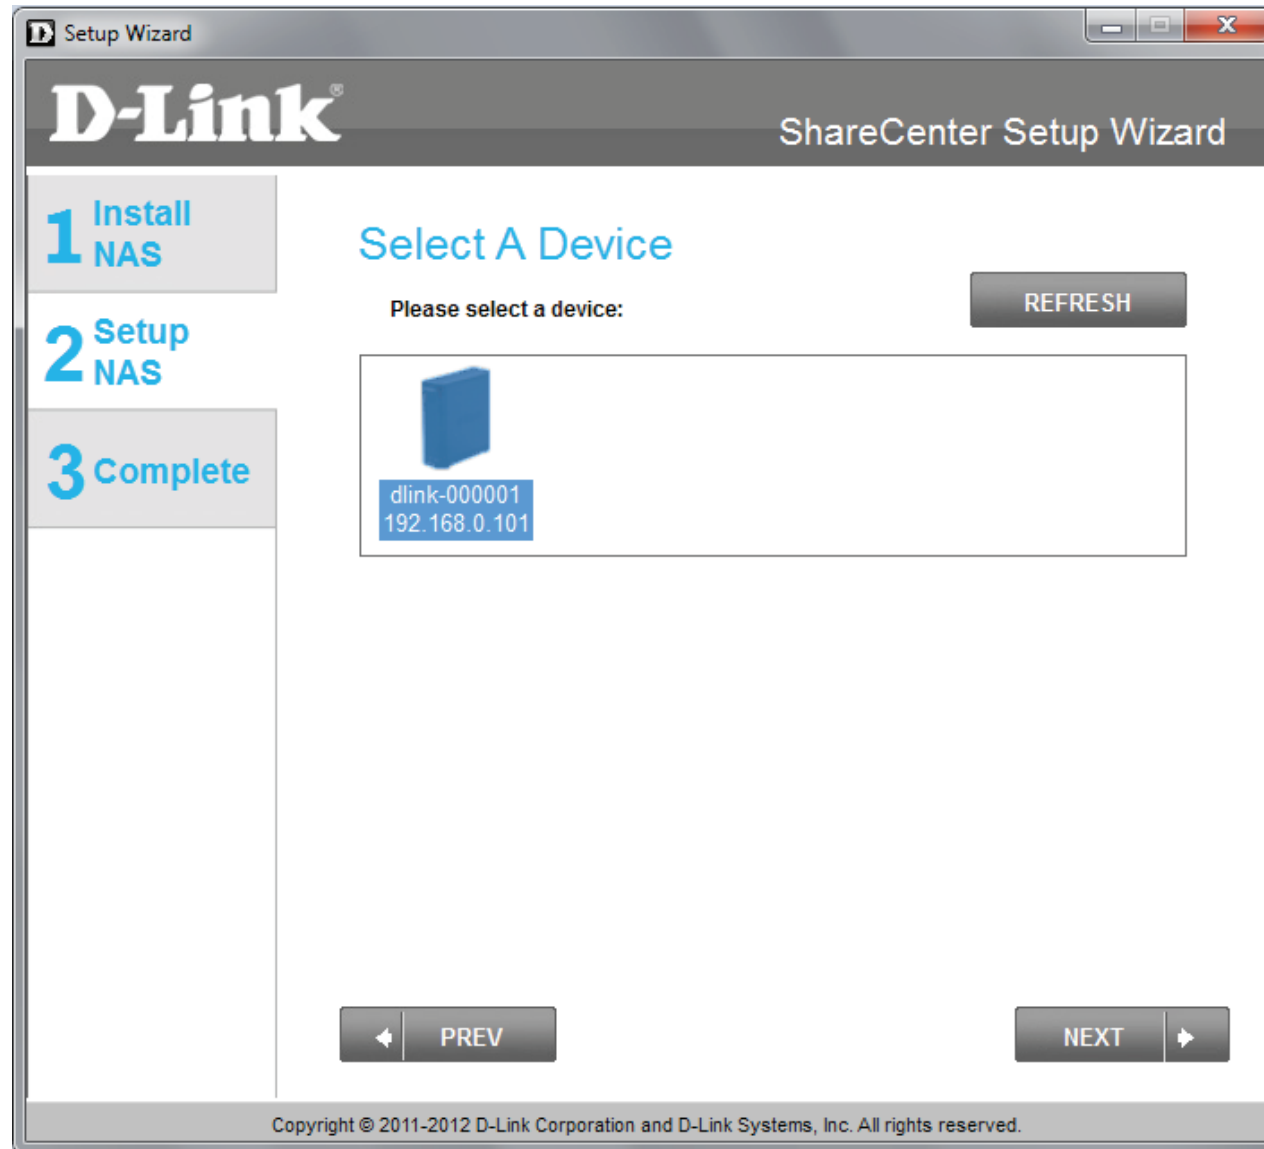 Setup Wizard
D-Link®
ShareCenter Setup Wizard
1 Install
NAS
2 Setup
NAS
3 Complete
Select A Device
Please select a device:
REFRESH
dlink-000001
192.168.0.101
PREV
NEXT
Copyright © 2011-2012 D-Link Corporation and D-Link Systems, Inc. All rights reserved.